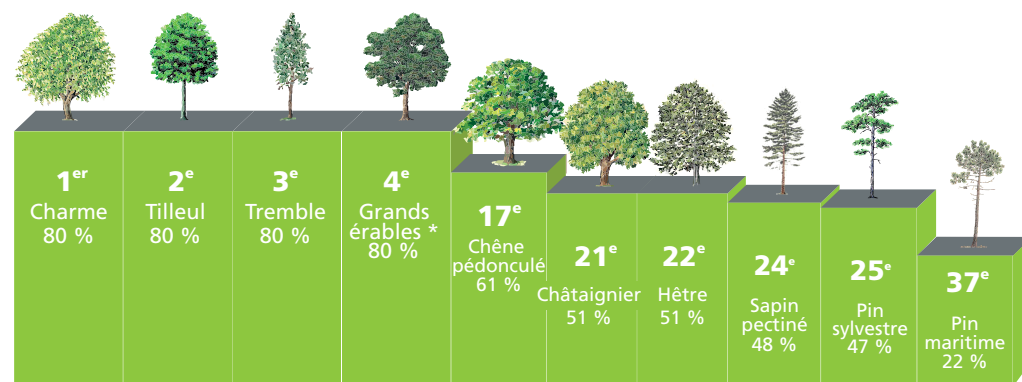 1er
Charme
80 %
2e
Tilleul
80 %
3e
Tremble
80 %
4e
Grands
érables *
80 %
17e
Chêne
pédonculé
61 %
21e
Châtaignier
51 %
22e
Hêtre
51 %
24e
Sapin
pectiné
48 %
25e
Pin
sylvestre
47 %
37e
Pin
maritime
22 %